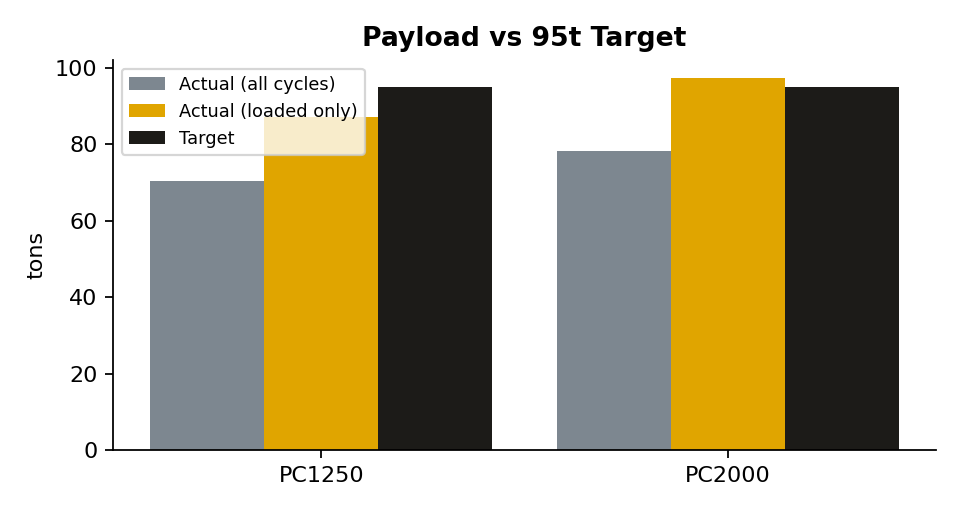 Payload vs 95t Target
100
80
60
40
20
0
tons
Actual (all cycles)
Actual (loaded only)
Target
PC1250
PC2000